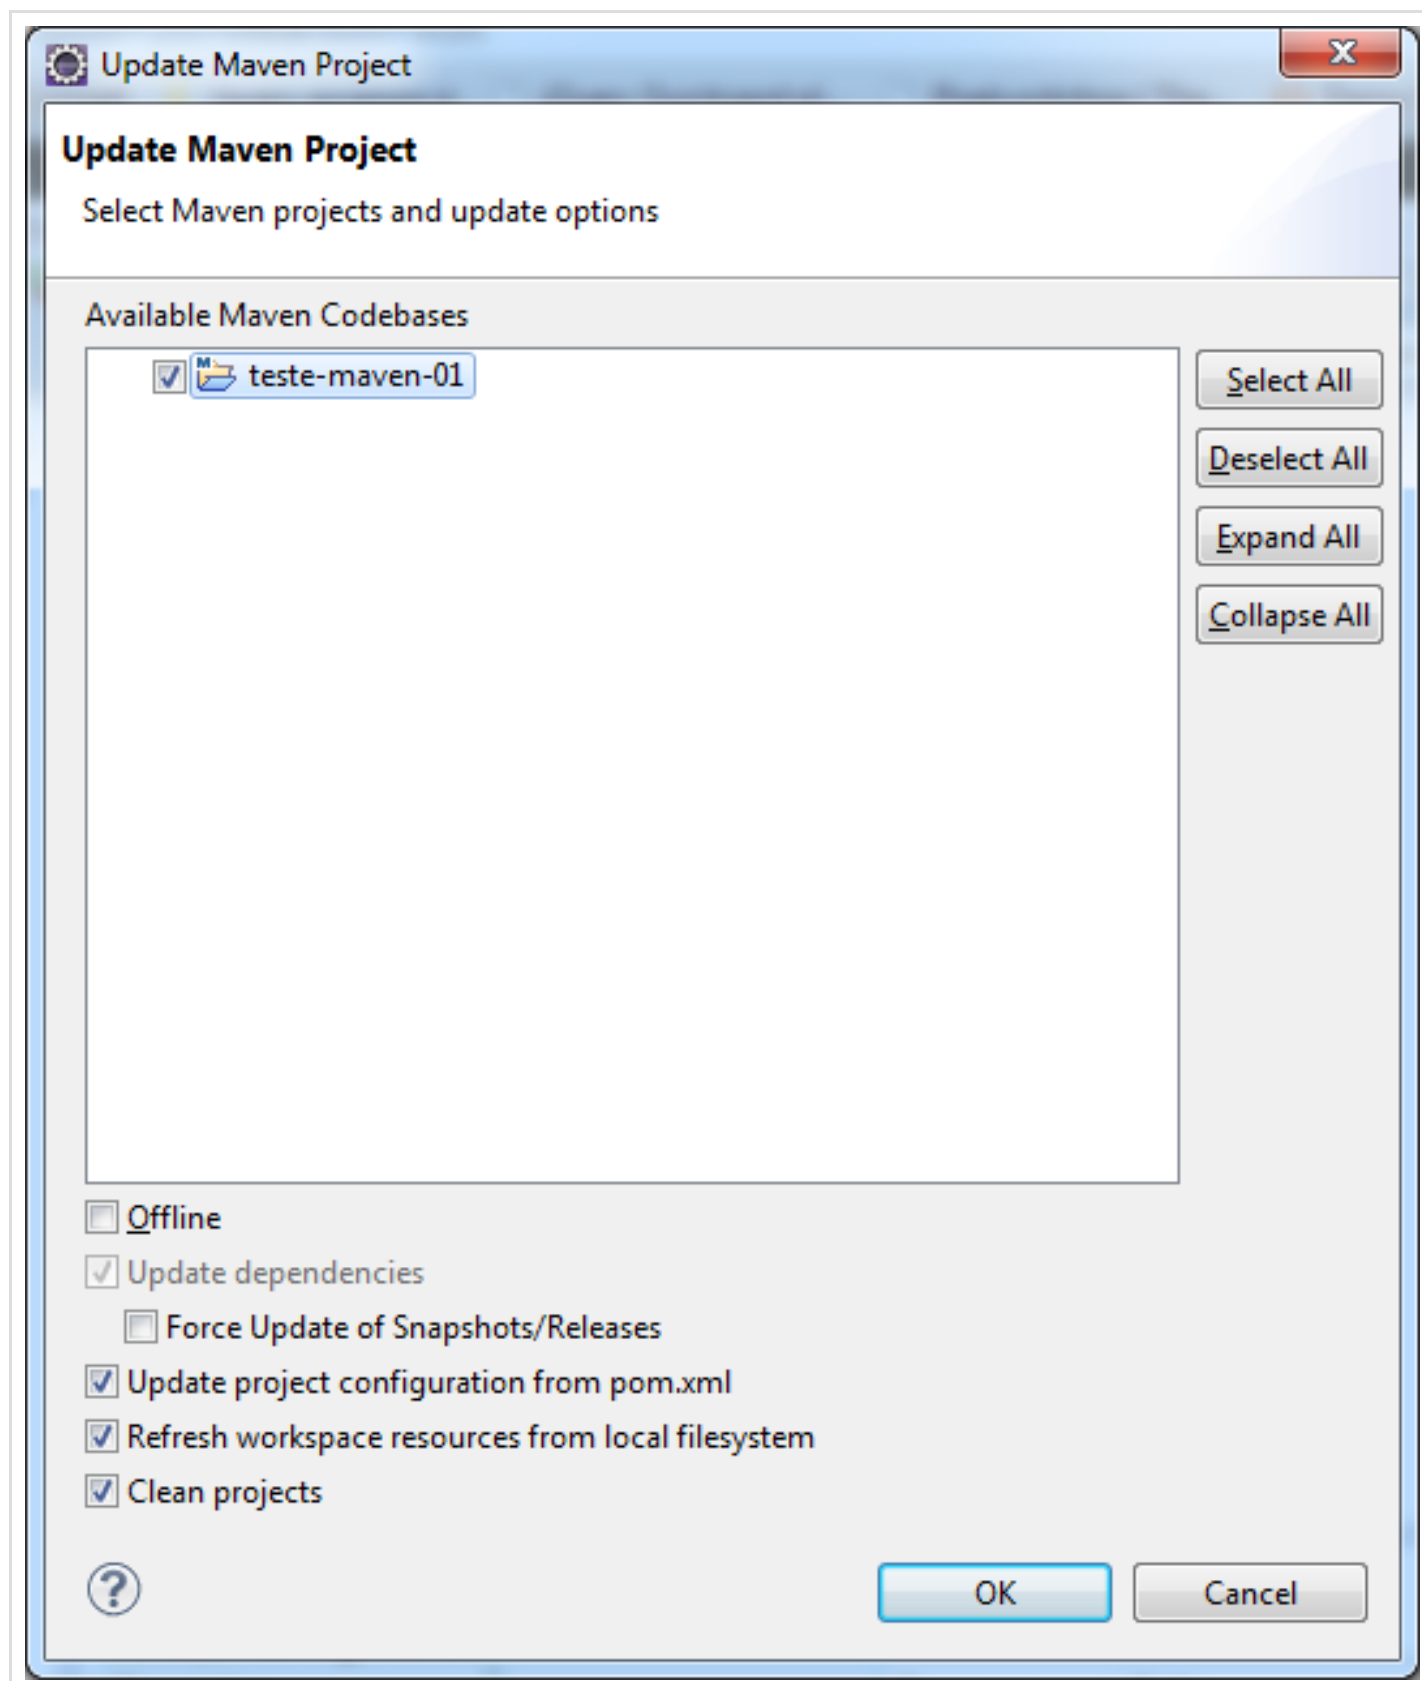 Update Maven Project
Update Maven Project
Select Maven projects and update options
Available Maven Codebases
teste-maven-01
Select All
Deselect All
Expand All
Collapse All
Offline
Update dependencies
Force Update of Snapshots/Releases
Update project configuration from pom.xml
Refresh workspace resources from local filesystem
Clean projects
OK
Cancel